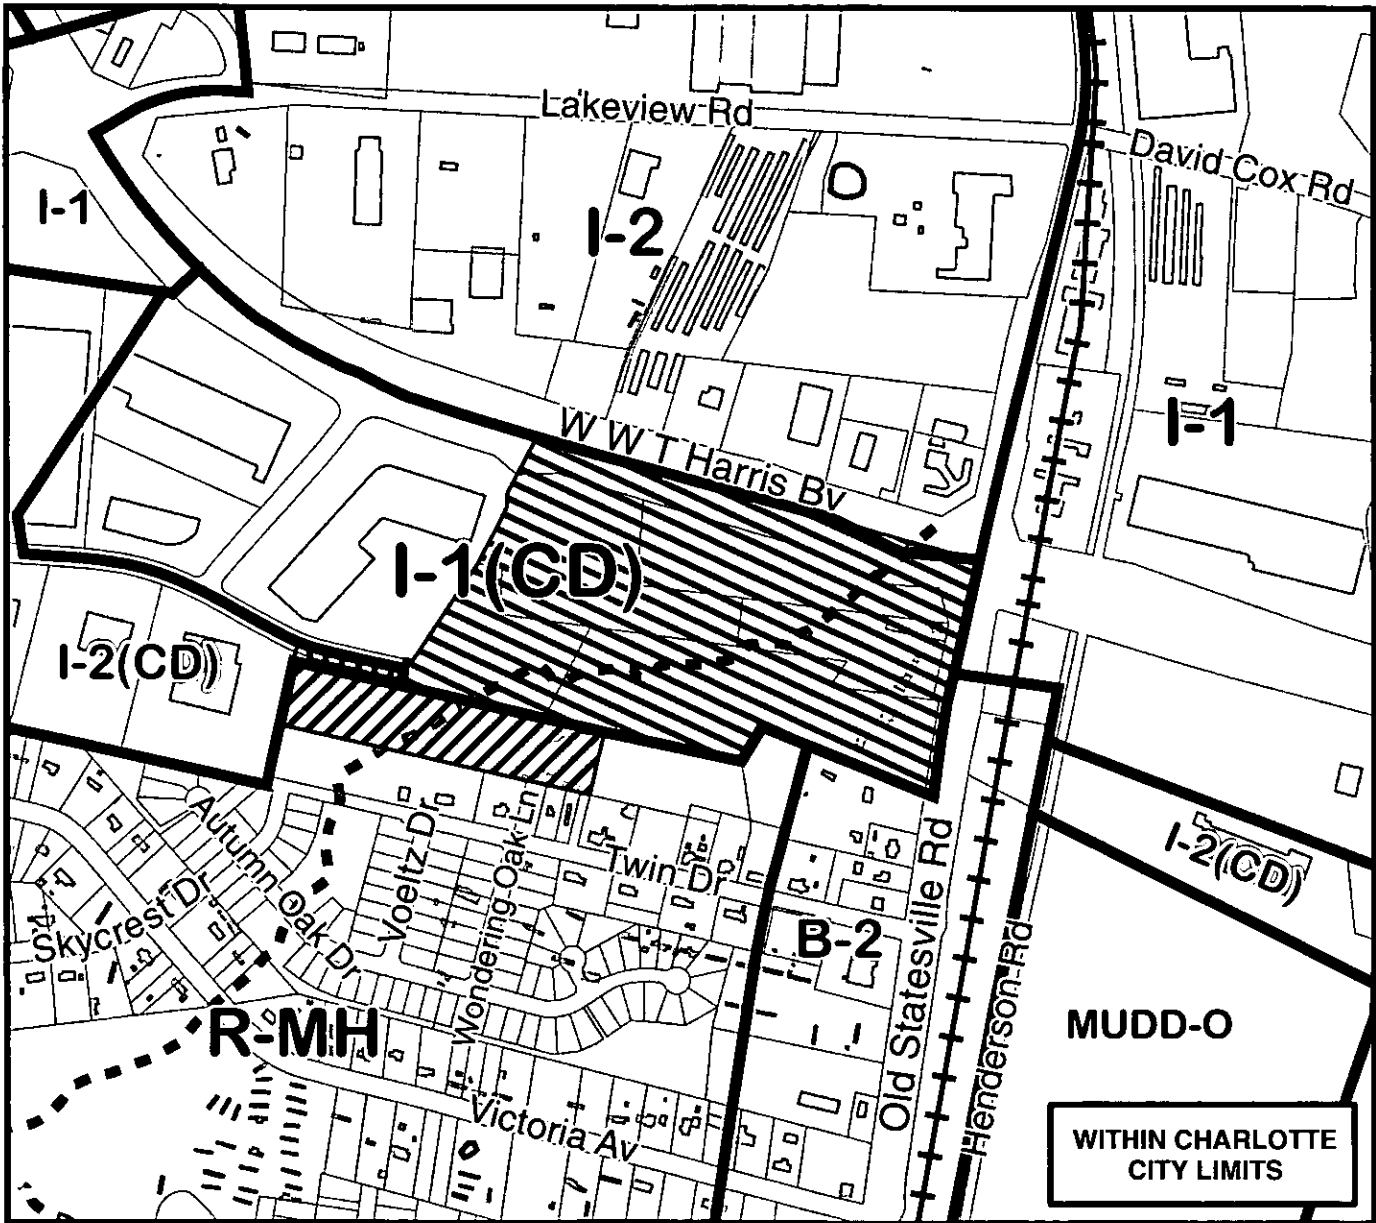 Lakeview Rd
David Cox Rd
I-1
I-2
I-1
W W T Harris Bv
I-1(CD)
I-2(CD)
I-2(CD)
Autumn Oak Dr
Voeltz Dr
Wondering Oak Ln
Twin Dr
Skycrest Dr
B-2
Old Statesville Rd
Henderson Rd
R-MH
MUDD-O
Victoria Av
WITHIN CHARLOTTE
CITY LIMITS